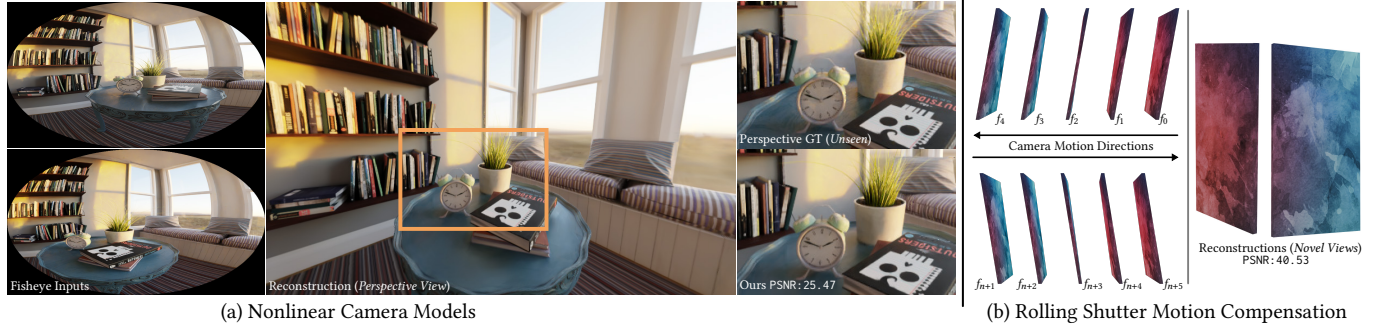 Fisheye Inputs
Reconstruction (Perspective View)
OUTSIDERS
Perspective GT (Unseen)
Ours PSNR:25.47
(a) Nonlinear Camera Models
f4 f3 f2 f1 f0
Camera Motion Directions
fn+1 fn+2 fn+3 fn+4 fn+5
Reconstructions (Novel Views)
PSNR:40.53
(b) Rolling Shutter Motion Compensation